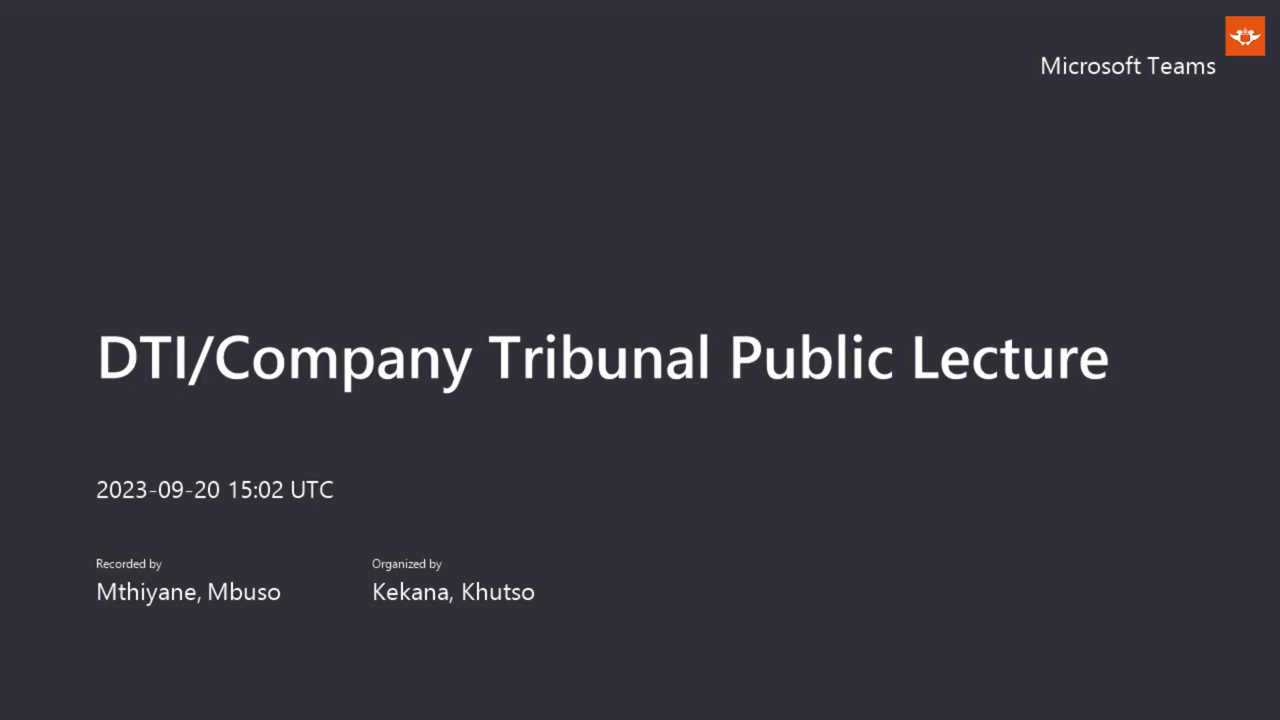 Microsoft Teams
DTI/Company Tribunal Public Lecture
2023-09-20 15:02 UTC
Recorded by
Organized by
Mthiyane, Mbuso
Kekana, Khutso